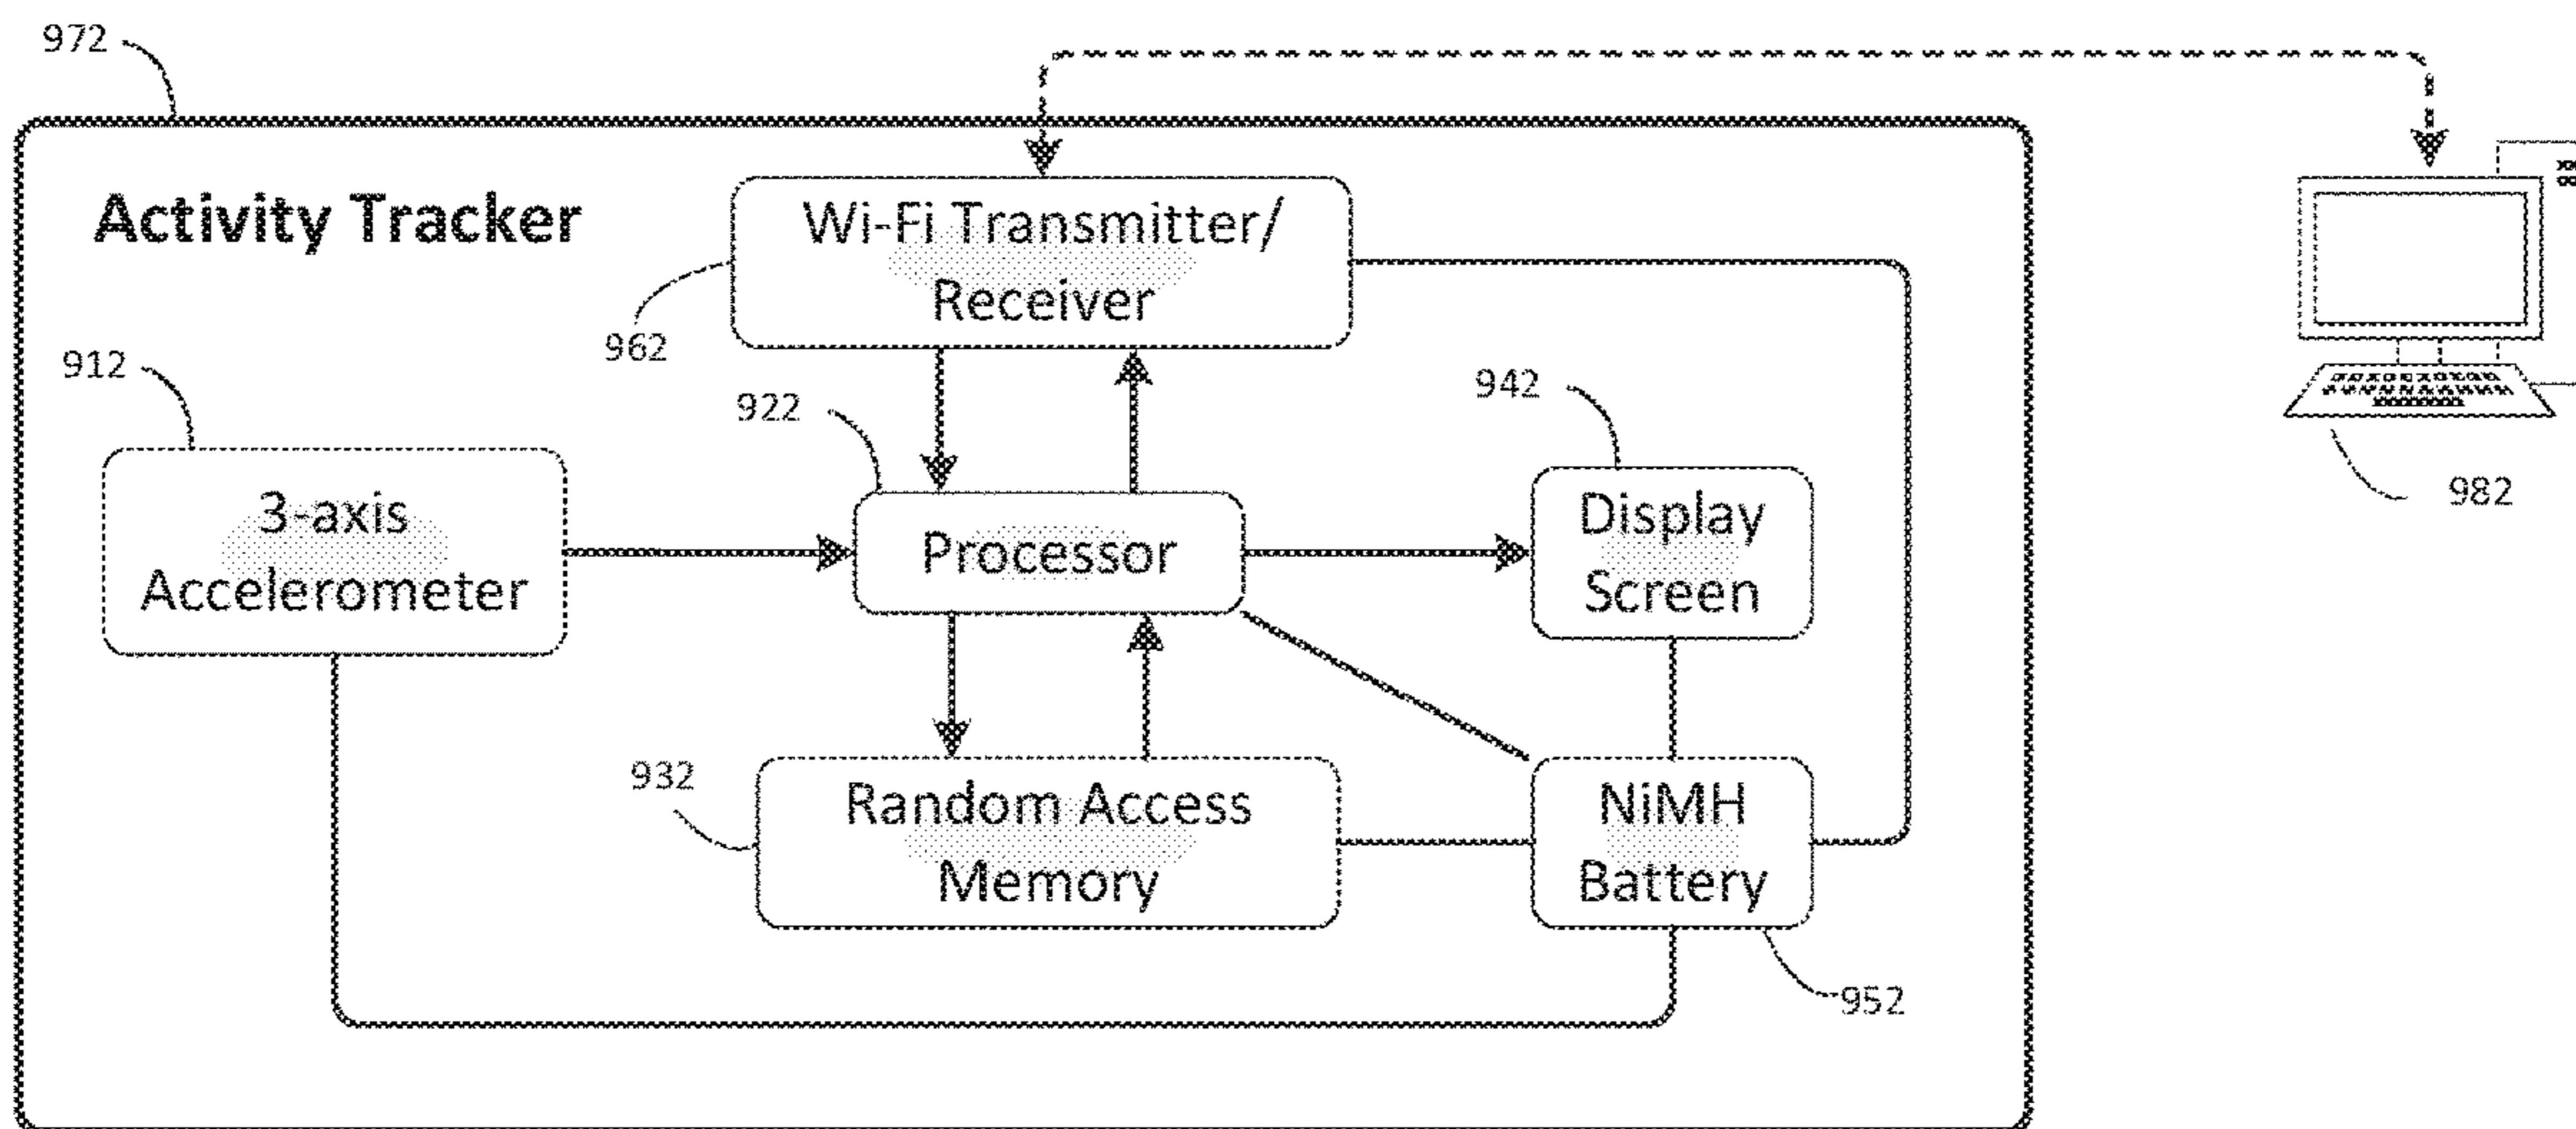 972
Activity Tracker
Wi-Fi Transmitter/
Receiver
962
912
922
942
3-axis
Accelerometer
Processor
Display
Screen
982
932
Random Access
Memory
NiMH
Battery
952